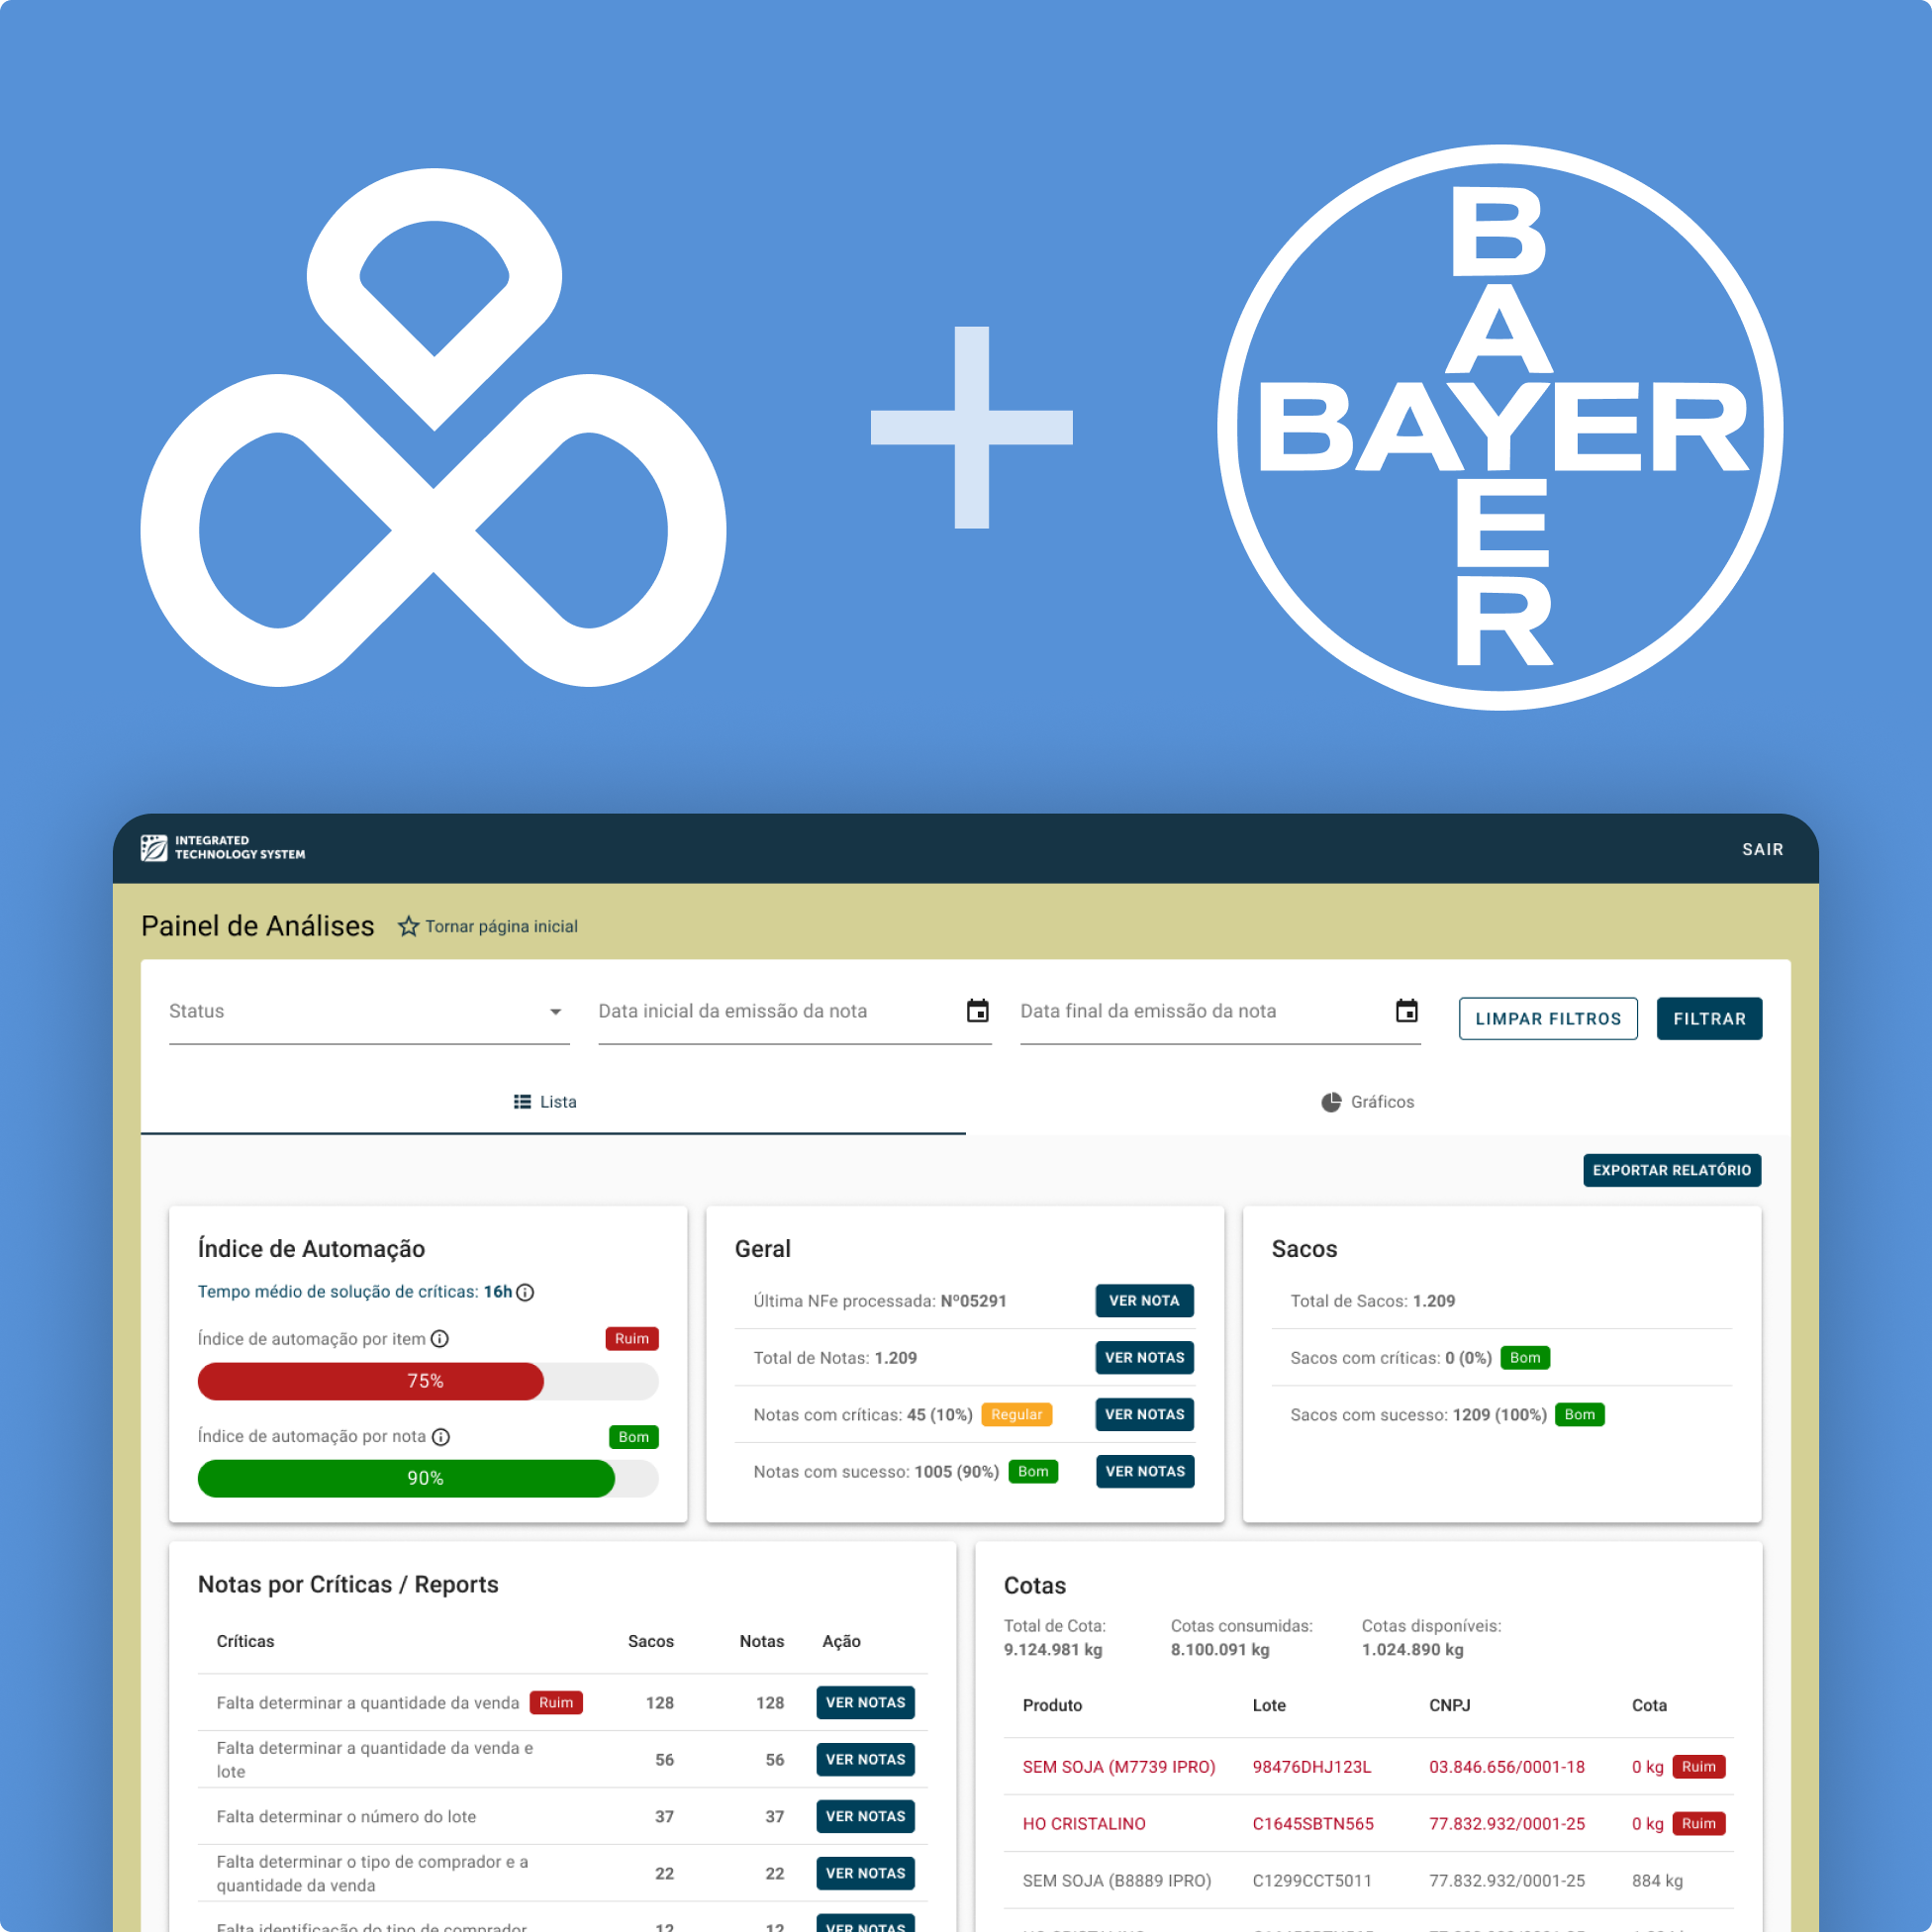 BAYER
BAYER
INTEGRATED
TECHNOLOGY SYSTEM
SAIR
Painel de Análises
Tornar página inicial
Status
Data inicial da emissão da nota
Data final da emissão da nota
LIMPAR FILTROS
FILTRAR
Lista
Gráficos
EXPORTAR RELATÓRIO
Índice de Automação
Tempo médio de solução de críticas: 16h
Índice de automação por item
Ruim
75%
Índice de automação por nota
Bom
90%
Geral
Última NFe processada: Nº05291
VER NOTA
Total de Notas: 1.209
VER NOTAS
Notas com críticas: 45 (10%) Regular
VER NOTAS
Notas com sucesso: 1005 (90%) Bom
VER NOTAS
Sacos
Total de Sacos: 1.209
Sacos com críticas: 0 (0%) Bom
Sacos com sucesso: 1209 (100%) Bom
Notas por Críticas / Reports
Críticas Sacos Notas Ação
Falta determinar a quantidade da venda Ruim 128 128 VER NOTAS
Falta determinar a quantidade da venda e
lote
56 56 VER NOTAS
Falta determinar o número do lote 37 37 VER NOTAS
Falta determinar o tipo de comprador e a
quantidade da venda
22 22 VER NOTAS
Falta identificação do tipo de comprador 12 12 VER NOTAS
Cotas
Total de Cota: Cotas consumidas: Cotas disponíveis:
9.124.981 kg 8.100.091 kg 1.024.890 kg
Produto Lote CNPJ Cota
SEM SOJA (M7739 IPRO) 98476DHJ123L 03.846.656/0001-18 0 kg Ruim
HO CRISTALINO C1645SBTN565 77.832.932/0001-25 0 kg Ruim
SEM SOJA (B8889 IPRO) C1299CCT5011 77.832.932/0001-25 884 kg